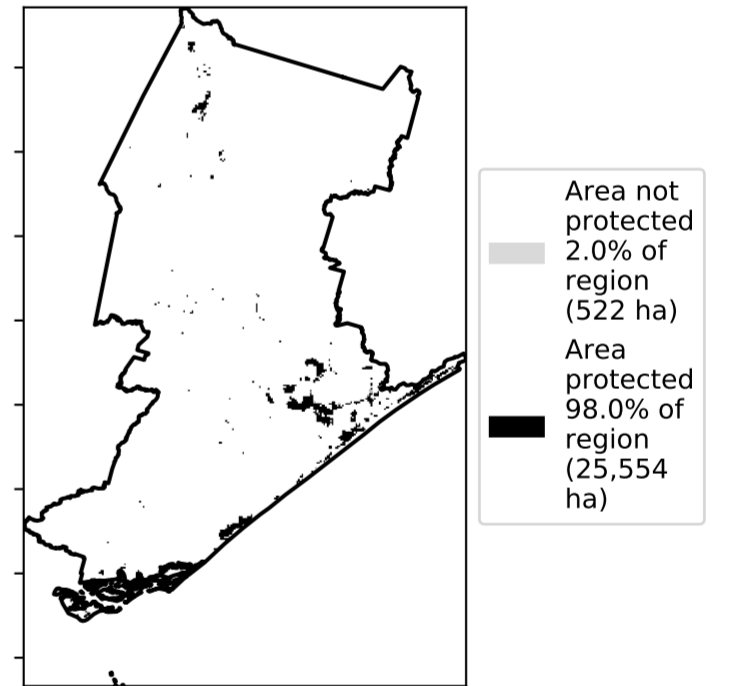 Area not
protected
2.0% of
region
(522 ha)
Area
protected
98.0% of
region
(25,554
ha)